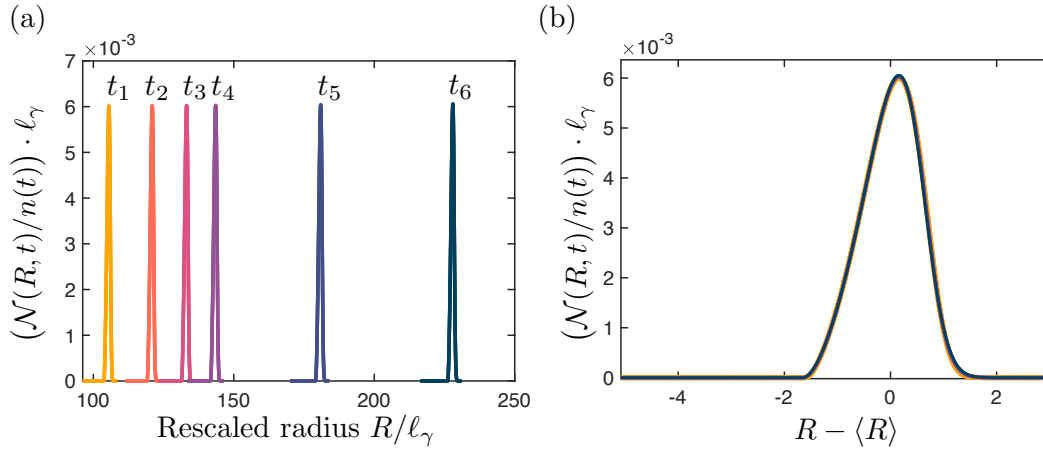 (a)
×10⁻³
7
6
5
4
3
2
1
0
(𝒩(R, t)/n(t)) · ℓ_γ
t₁ t₂ t₃ t₄ t₅ t₆
100 150 200 250
Rescaled radius R/ℓ_γ
(b)
×10⁻³
6
5
4
3
2
1
0
(𝒩(R, t)/n(t)) · ℓ_γ
-4 -2 0 2
R − ⟨R⟩